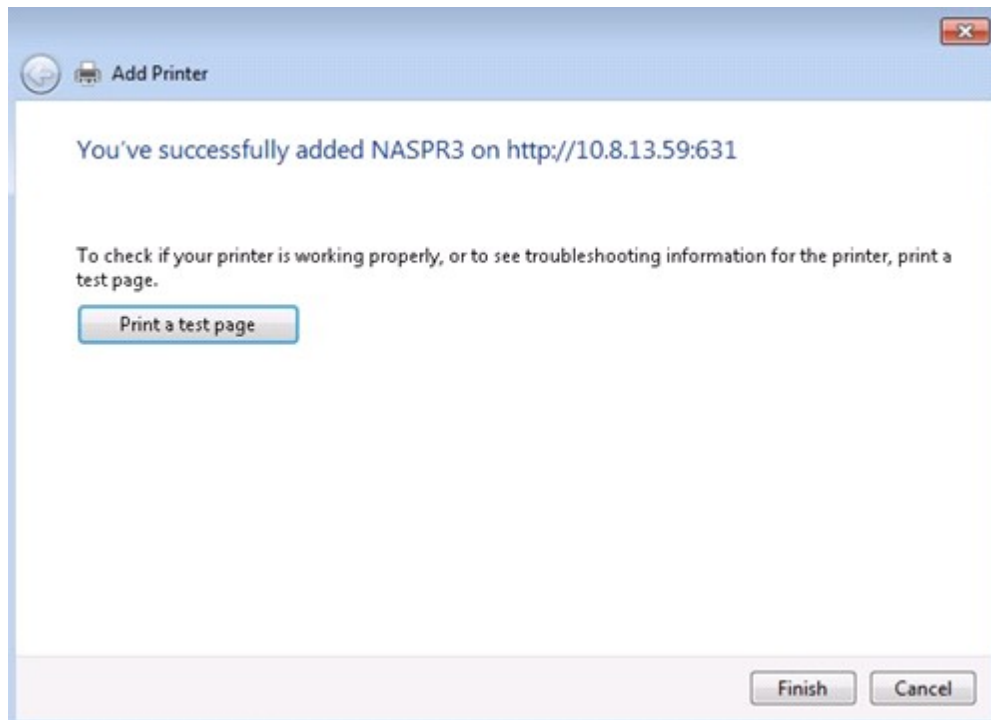 Add Printer
You've successfully added NASPR3 on http://10.8.13.59:631
To check if your printer is working properly, or to see troubleshooting information for the printer, print a
test page.
Print a test page
Finish Cancel